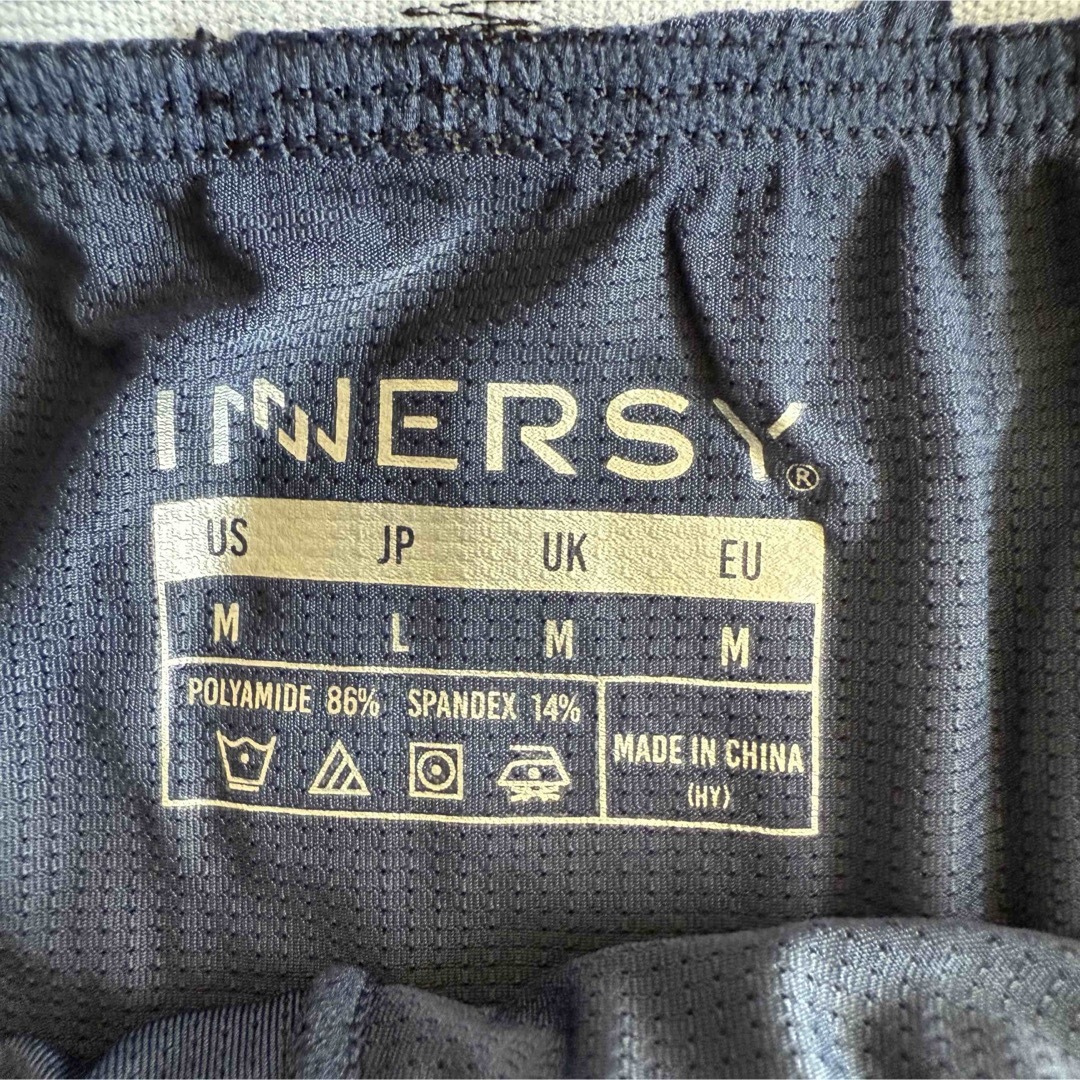 INNERSY®
US JP UK EU
M L M M
POLYAMIDE 86% SPANDEX 14%
MADE IN CHINA
(HY)